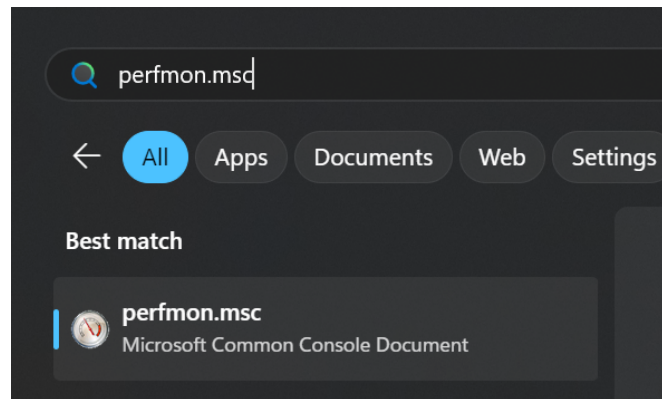 perfmon.msc
All Apps Documents Web Settings
Best match
perfmon.msc
Microsoft Common Console Document